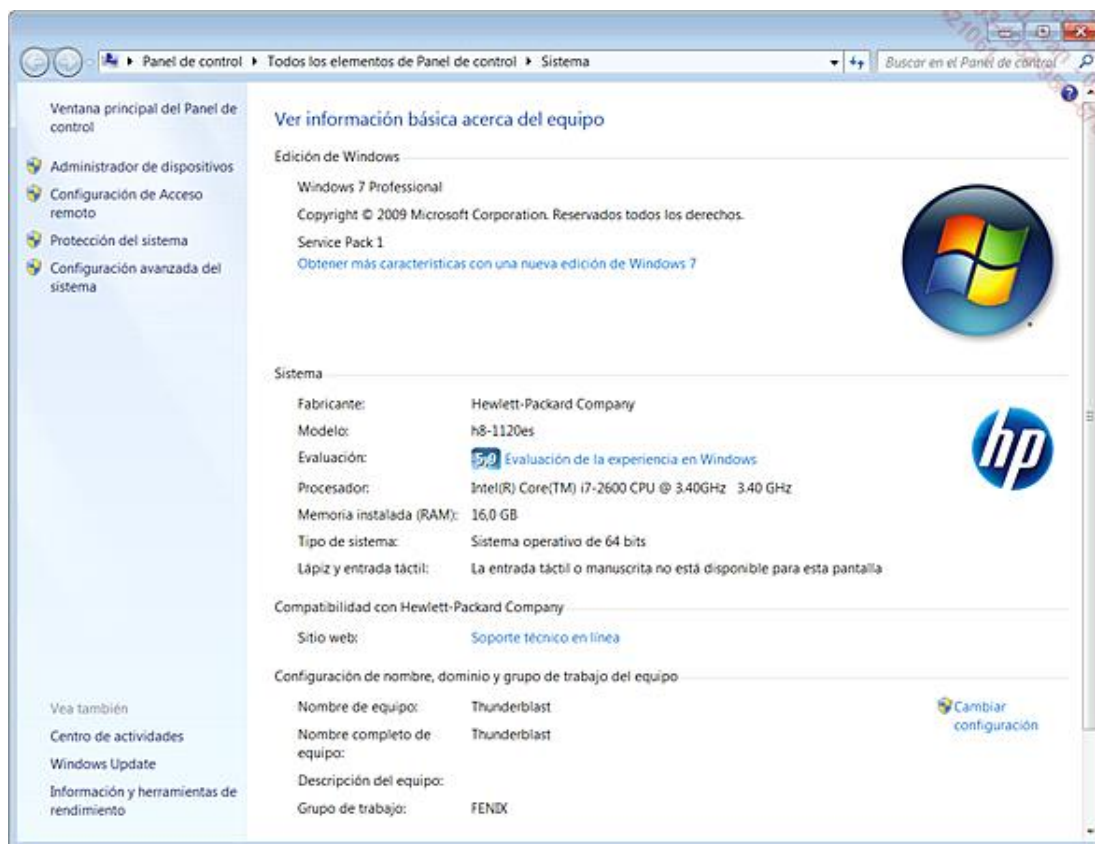 Panel de control ▸ Todos los elementos de Panel de control ▸ Sistema
Buscar en el Panel de control
Ventana principal del Panel de
control
Administrador de dispositivos
Configuración de Acceso
remoto
Protección del sistema
Configuración avanzada del
sistema
Vea también
Centro de actividades
Windows Update
Información y herramientas de
rendimiento
Ver información básica acerca del equipo
Edición de Windows
Windows 7 Professional
Copyright © 2009 Microsoft Corporation. Reservados todos los derechos.
Service Pack 1
Obtener más características con una nueva edición de Windows 7
Sistema
Fabricante: Hewlett-Packard Company
Modelo: h8-1120es
Evaluación: 5,9 Evaluación de la experiencia en Windows
Procesador: Intel(R) Core(TM) i7-2600 CPU @ 3.40GHz 3.40 GHz
Memoria instalada (RAM): 16,0 GB
Tipo de sistema: Sistema operativo de 64 bits
Lápiz y entrada táctil: La entrada táctil o manuscrita no está disponible para esta pantalla
hp
Compatibilidad con Hewlett-Packard Company
Sitio web: Soporte técnico en línea
Configuración de nombre, dominio y grupo de trabajo del equipo
Nombre de equipo: Thunderblast
Cambiar
configuración
Nombre completo de
equipo: Thunderblast
Descripción del equipo:
Grupo de trabajo: FENIX